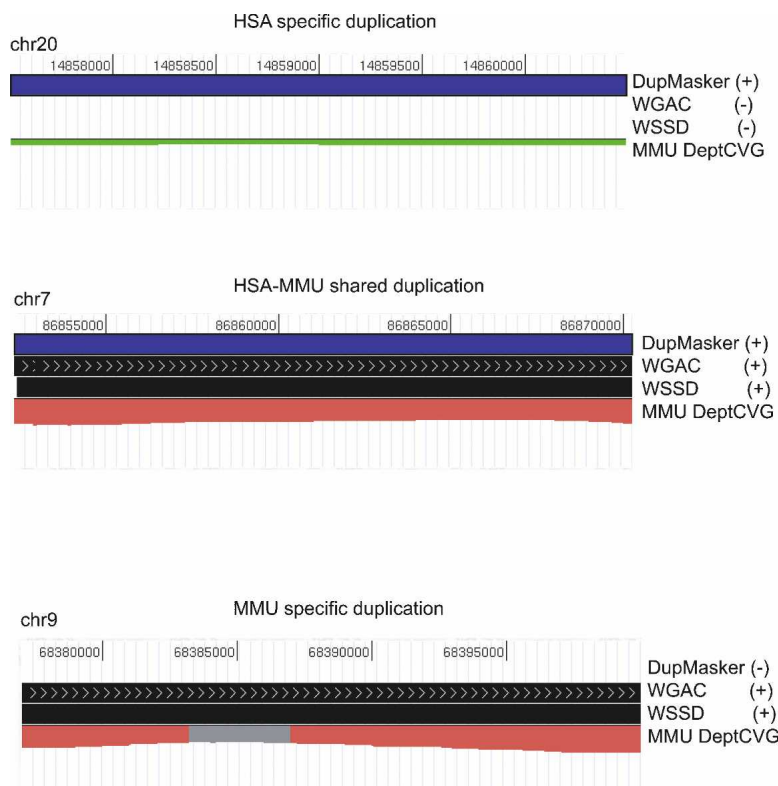 HSA specific duplication
chr20
14858000 14858500 14859000 14859500 14860000
DupMasker (+)
WGAC (-)
WSSD (-)
MMU DeptCVG
HSA-MMU shared duplication
chr7
86855000 86860000 86865000 86870000
DupMasker (+)
WGAC (+)
WSSD (+)
MMU DeptCVG
MMU specific duplication
chr9
68380000 68385000 68390000 68395000
DupMasker (-)
WGAC (+)
WSSD (+)
MMU DeptCVG